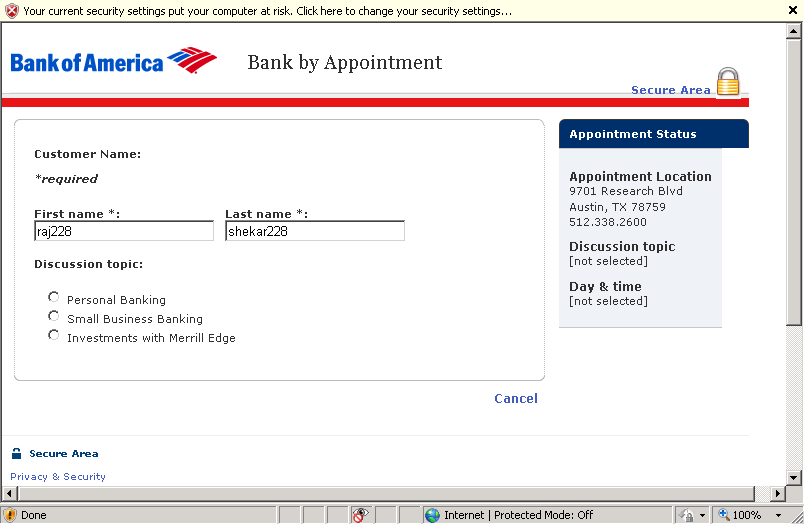 Your current security settings put your computer at risk. Click here to change your security settings...
Bank of America
Bank by Appointment
Secure Area
Customer Name:
*required
First name *:
Last name *:
raj228
shekar228
Discussion topic:
Personal Banking
Small Business Banking
Investments with Merrill Edge
Cancel
Appointment Status
Appointment Location
9701 Research Blvd
Austin, TX 78759
512.338.2600
Discussion topic
[not selected]
Day & time
[not selected]
Secure Area
Privacy & Security
Done
Internet | Protected Mode: Off
100%